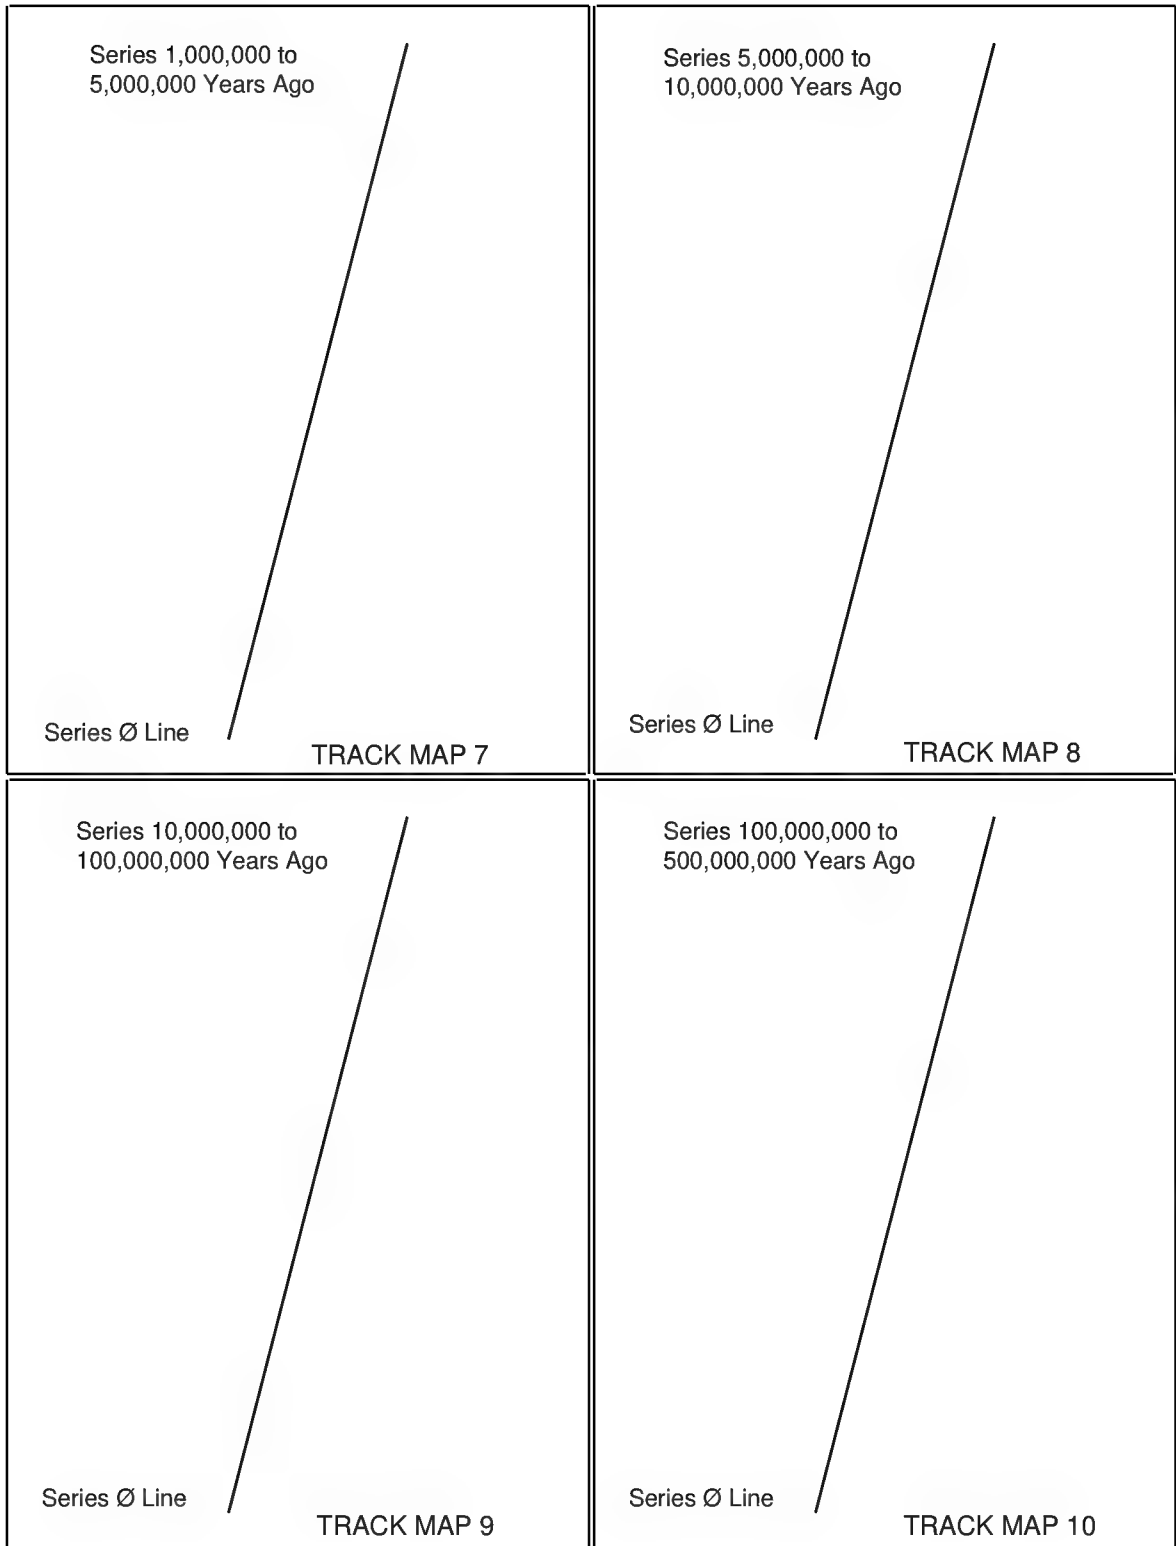 Series 1,000,000 to
5,000,000 Years Ago
Series Ø Line
TRACK MAP 7
Series 5,000,000 to
10,000,000 Years Ago
Series Ø Line
TRACK MAP 8
Series 10,000,000 to
100,000,000 Years Ago
Series Ø Line
TRACK MAP 9
Series 100,000,000 to
500,000,000 Years Ago
Series Ø Line
TRACK MAP 10